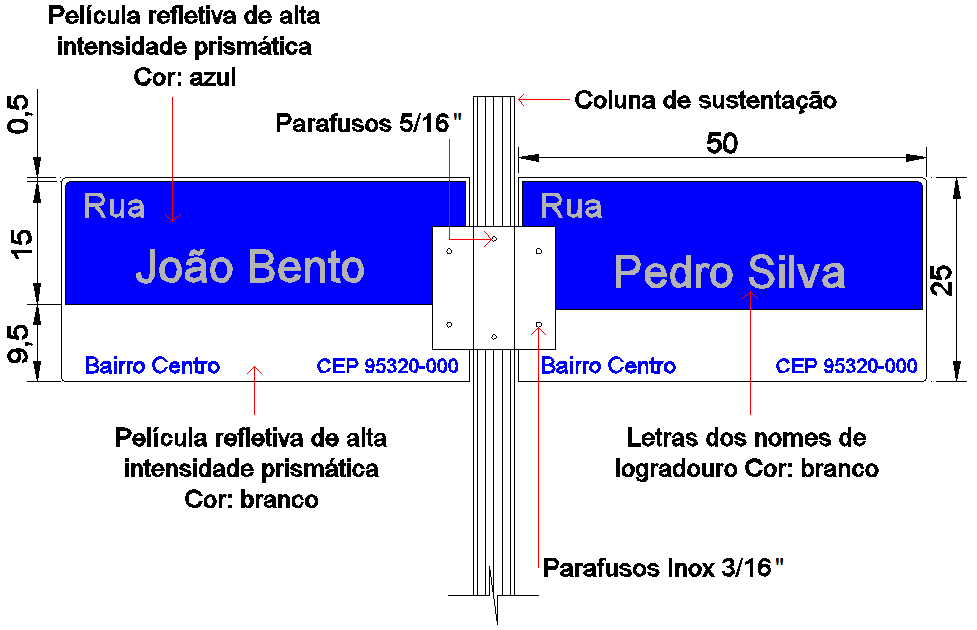 Película refletiva de alta
intensidade prismática
Cor: azul
Parafusos 5/16"
Coluna de sustentação
0,5
50
15
9,5
25
Rua
João Bento
Bairro Centro
CEP 95320-000
Rua
Pedro Silva
Bairro Centro
CEP 95320-000
Película refletiva de alta
intensidade prismática
Cor: branco
Letras dos nomes de
logradouro Cor: branco
Parafusos Inox 3/16"